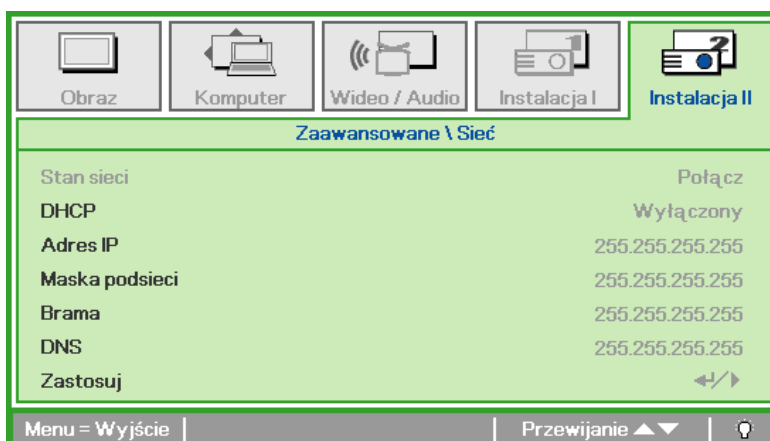 Obraz
Komputer
Wideo / Audio
Instalacja I
Instalacja II
Zaawansowane \ Sieć
Stan sieci Połącz
DHCP Wyłączony
Adres IP 255.255.255.255
Maska podsieci 255.255.255.255
Brama 255.255.255.255
DNS 255.255.255.255
Zastosuj
Menu = Wyjście Przewijanie